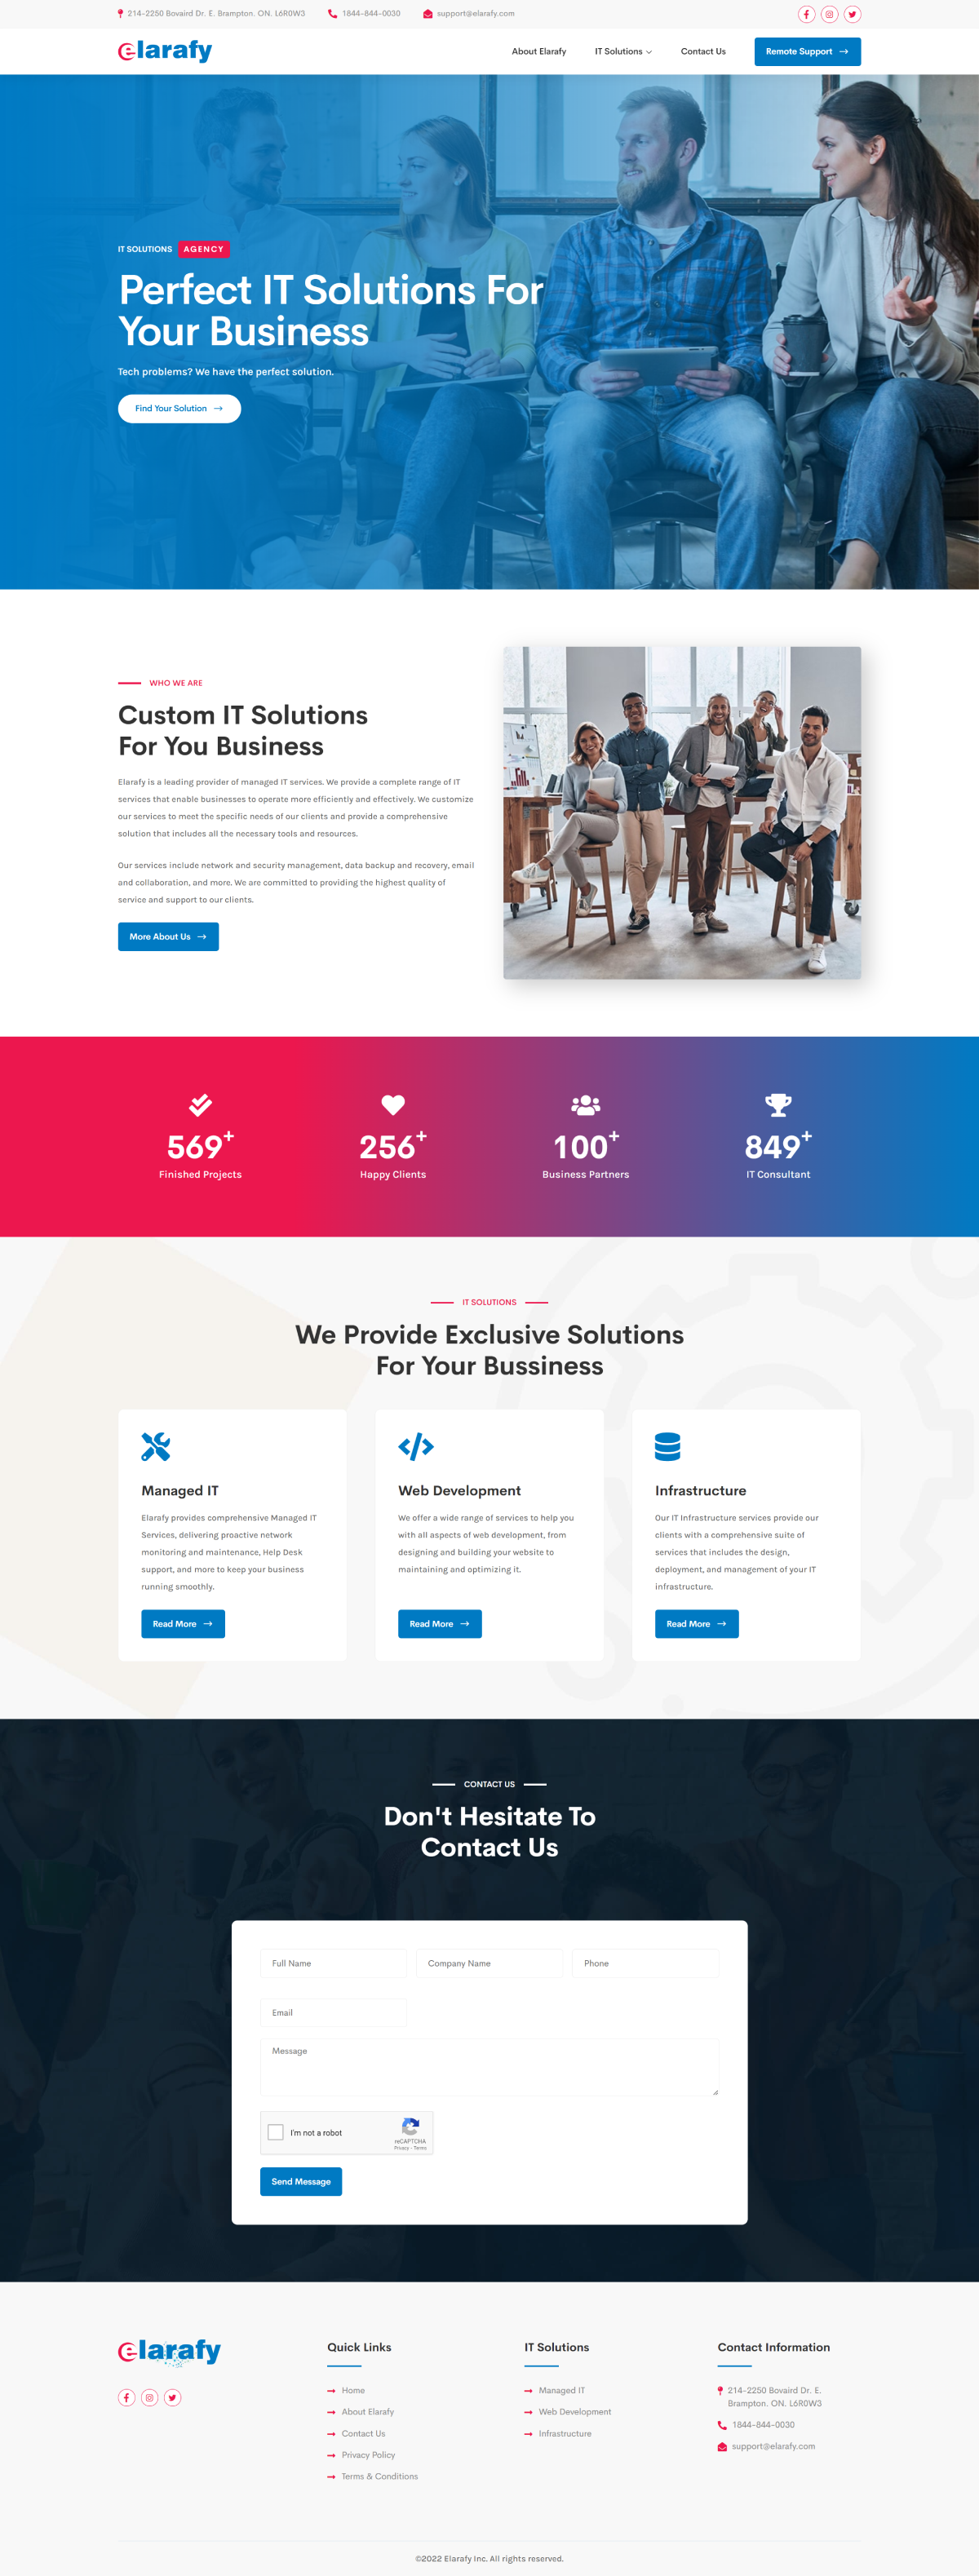 214-2250 Bovaird Dr. E. Brampton. ON. L6R0W3
1844-844-0030
support@elarafy.com
elarafy
About Elarafy
IT Solutions
Contact Us
Remote Support
IT SOLUTIONS AGENCY
Perfect IT Solutions For
Your Business
Tech problems? We have the perfect solution.
Find Your Solution
WHO WE ARE
Custom IT Solutions
For You Business
Elarafy is a leading provider of managed IT services. We provide a complete range of IT
services that enable businesses to operate more efficiently and effectively. We customize
our services to meet the specific needs of our clients and provide a comprehensive
solution that includes all the necessary tools and resources.
Our services include network and security management, data backup and recovery, email
and collaboration, and more. We are committed to providing the highest quality of
service and support to our clients.
More About Us
569+
Finished Projects
256+
Happy Clients
100+
Business Partners
849+
IT Consultant
IT SOLUTIONS
We Provide Exclusive Solutions
For Your Bussiness
Managed IT
Elarafy provides comprehensive Managed IT
Services, delivering proactive network
monitoring and maintenance, Help Desk
support, and more to keep your business
running smoothly.
Read More
Web Development
We offer a wide range of services to help you
with all aspects of web development, from
designing and building your website to
maintaining and optimizing it.
Read More
Infrastructure
Our IT Infrastructure services provide our
clients with a comprehensive suite of
services that includes the design,
deployment, and management of your IT
infrastructure.
Read More
CONTACT US
Don't Hesitate To
Contact Us
Full Name
Company Name
Phone
Email
Message
I'm not a robot
reCAPTCHA
Privacy - Terms
Send Message
elarafy
Quick Links
Home
About Elarafy
Contact Us
Privacy Policy
Terms & Conditions
IT Solutions
Managed IT
Web Development
Infrastructure
Contact Information
214-2250 Bovaird Dr. E.
Brampton. ON. L6R0W3
1844-844-0030
support@elarafy.com
©2022 Elarafy Inc. All rights reserved.